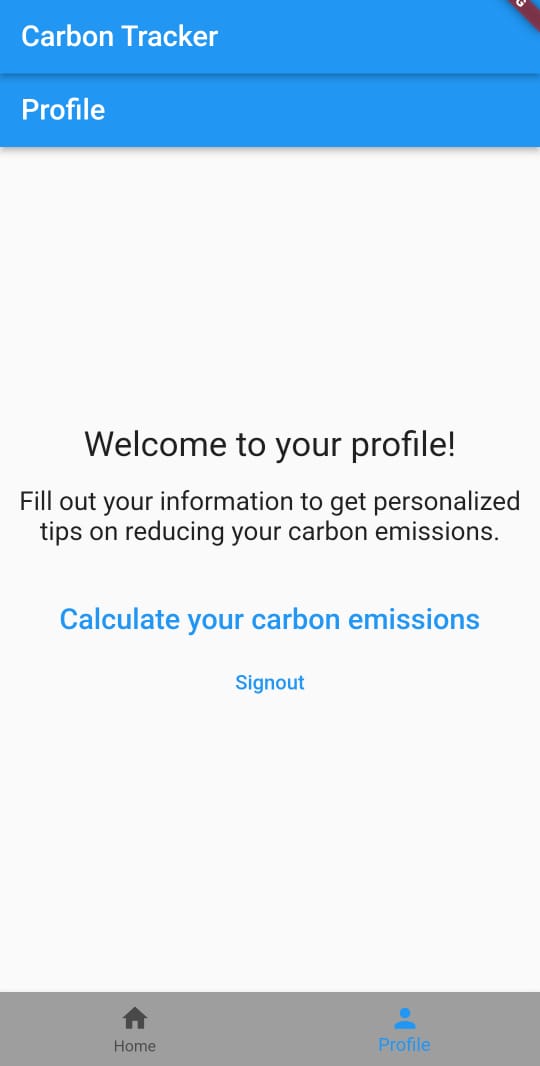 Carbon Tracker
Profile
Welcome to your profile!
Fill out your information to get personalized
tips on reducing your carbon emissions.
Calculate your carbon emissions
Signout
Home
Profile